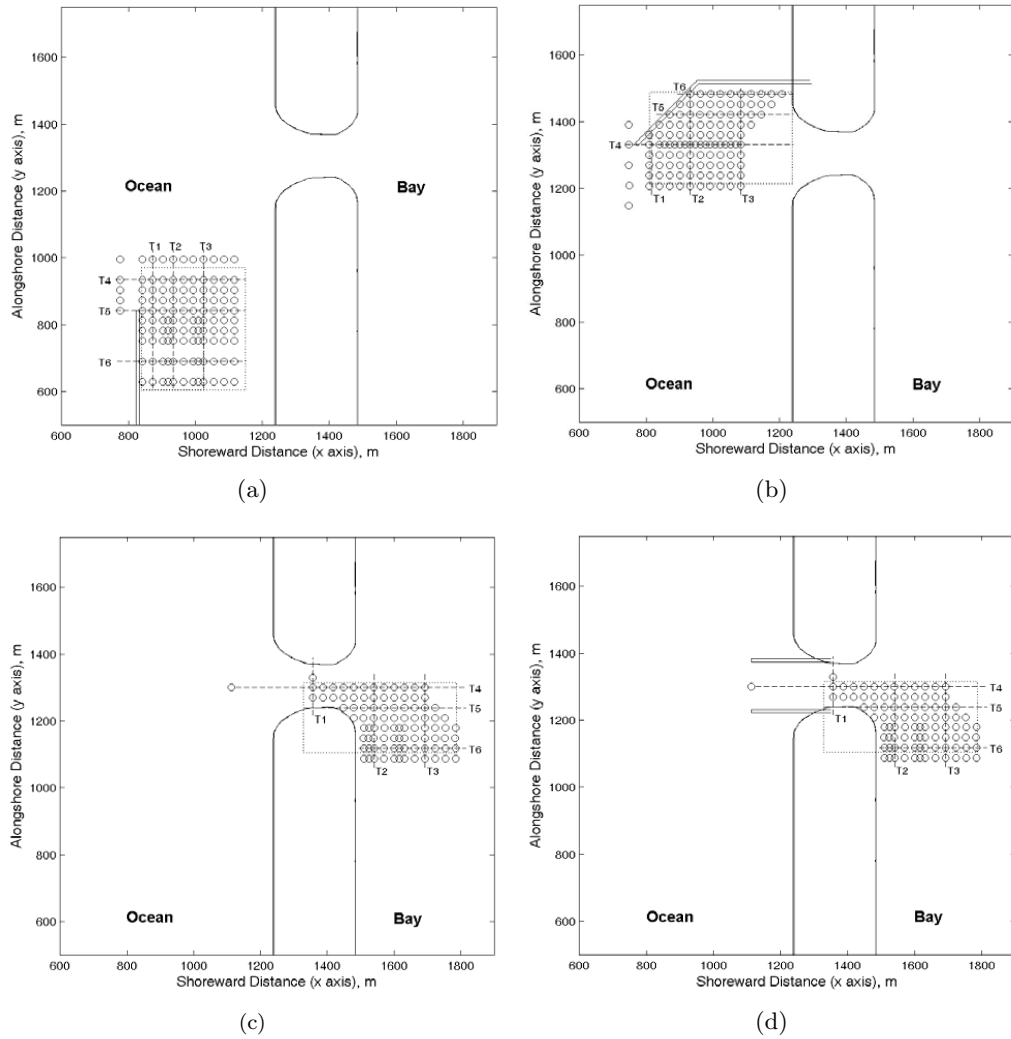 1600
1400
1200
1000
800
600
Alongshore Distance (y axis), m
Ocean
Bay
T1 T2 T3
T4
T5
T6
600 800 1000 1200 1400 1600 1800
Shoreward Distance (x axis), m
(a)
1600
1400
1200
1000
800
600
Alongshore Distance (y axis), m
T6
T5
T4
T1 T2 T3
Ocean
Bay
600 800 1000 1200 1400 1600 1800
Shoreward Distance (x axis), m
(b)
1600
1400
1200
1000
800
600
Alongshore Distance (y axis), m
T4
T5
T1
T6
T2 T3
Ocean
Bay
600 800 1000 1200 1400 1600 1800
Shoreward Distance (x axis), m
(c)
1600
1400
1200
1000
800
600
Alongshore Distance (y axis), m
T4
T5
T1
T6
T2 T3
Ocean
Bay
600 800 1000 1200 1400 1600 1800
Shoreward Distance (x axis), m
(d)